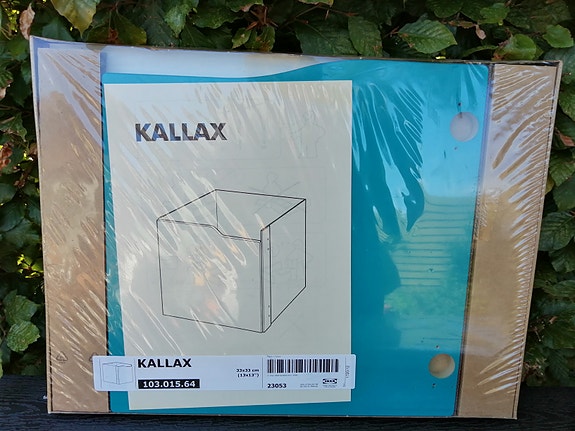 KALLAX
KALLAX
33x33 cm
(13x13")
103.015.64
23053
IKEA